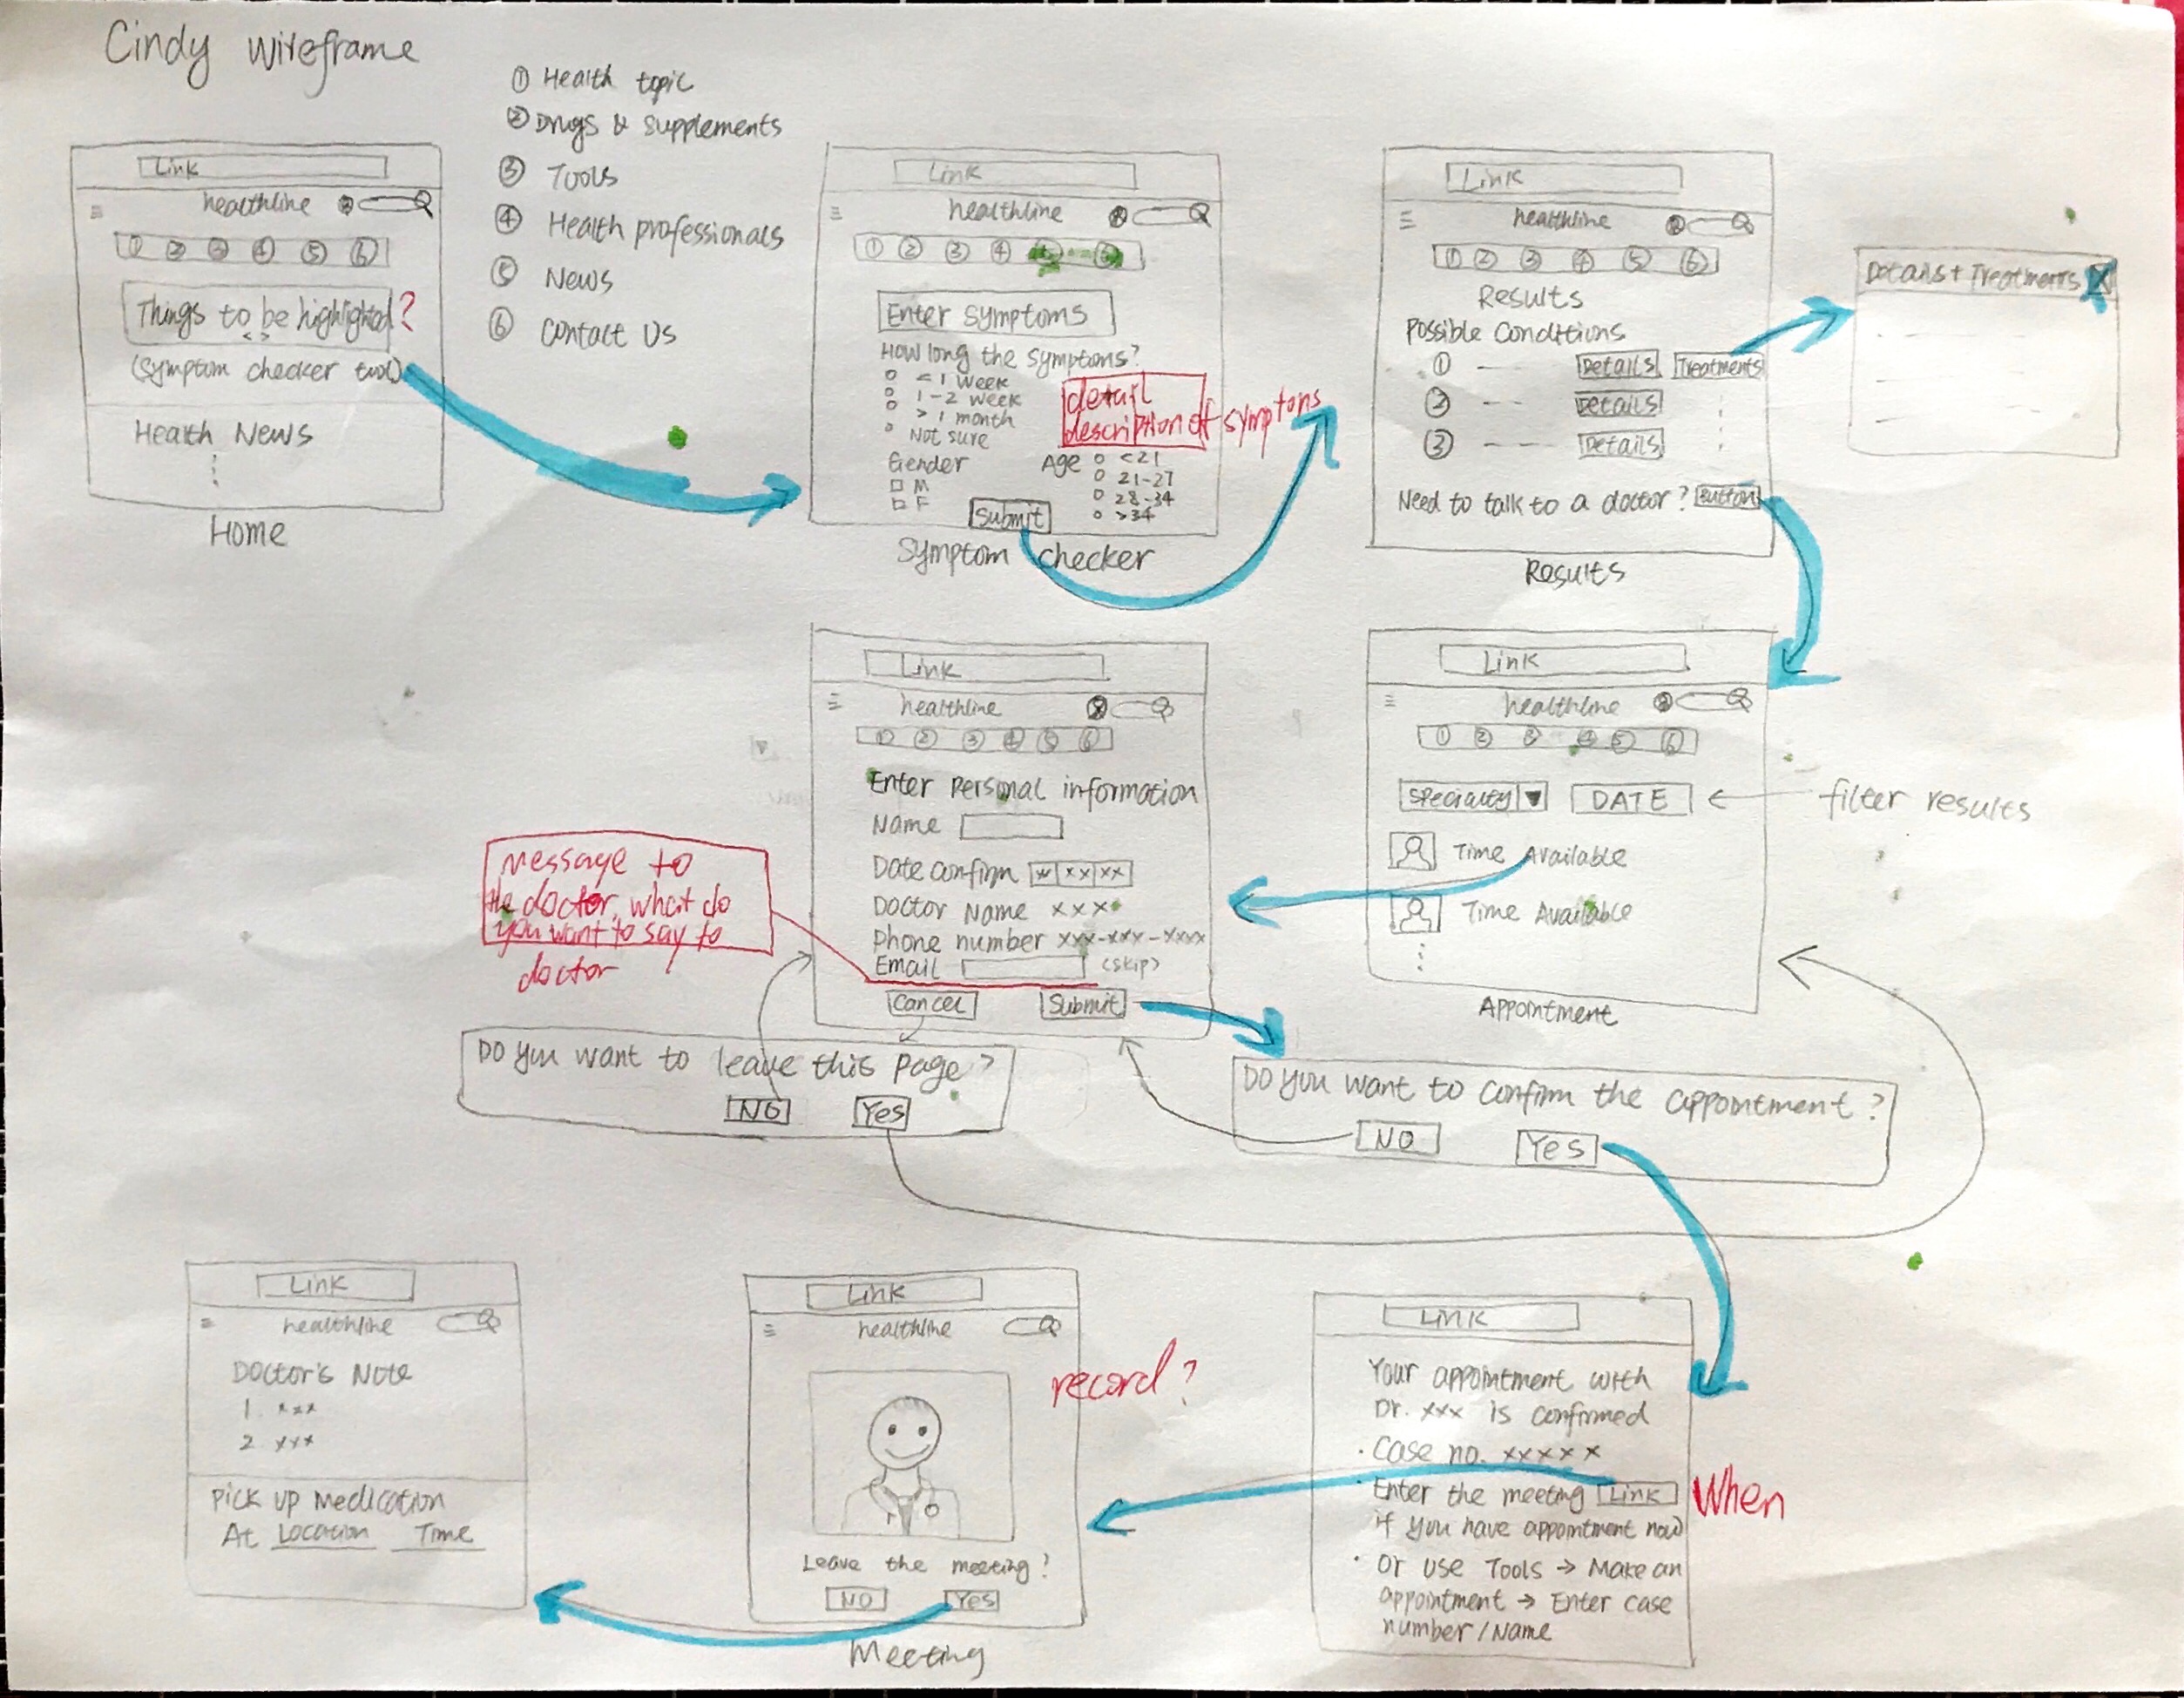 Cindy Wireframe
① Health topic
② Drugs & supplements
③ Tools
④ Health professionals
⑤ News
⑥ Contact Us
Link
healthline
① ② ③ ④ ⑤ ⑥
Things to be highlighted?
< >
(Symptom checker tool)
Health News
Home
Link
healthline
① ② ③ ④ ⑤ ⑥
Enter symptoms
How long the symptoms?
< 1 week
1-2 week
> 1 month
Not sure
detail
description of symptons
Gender
M
F
Age
<21
21-27
28-34
>34
Submit
Symptom checker
Link
healthline
① ② ③ ④ ⑤ ⑥
Results
Possible Conditions
① -- Details Treatments
② -- Details
③ -- Details
Need to talk to a doctor? Button
Results
Details + Treatments X
Link
healthline
① ② ③ ④ ⑤ ⑥
Enter Personal information
Name
Date confirm xx xx xx
Doctor Name xxx
Phone number xxx-xxx-xxxx
Email (skip)
Cancel Submit
Message to
the doctor, what do
you want to say to
doctor
Link
healthline
① ② ③ ④ ⑤ ⑥
Specialty ▼ DATE
filter results
Time Available
Time Available
Appointment
Do you want to leave this page?
NO Yes
Do you want to confirm the appointment?
NO Yes
Link
healthline
Doctor's Note
1. xxx
2 xxx
Pick up Medication
At Location Time
Link
healthline
record?
Leave the meeting?
NO Yes
Meeting
Link
Your appointment with
Dr. xxx is confirmed
· Case no. xxxxx
· Enter the meeting Link
When
if you have appointment now
· Or use Tools → Make an
appointment → Enter case
number/Name